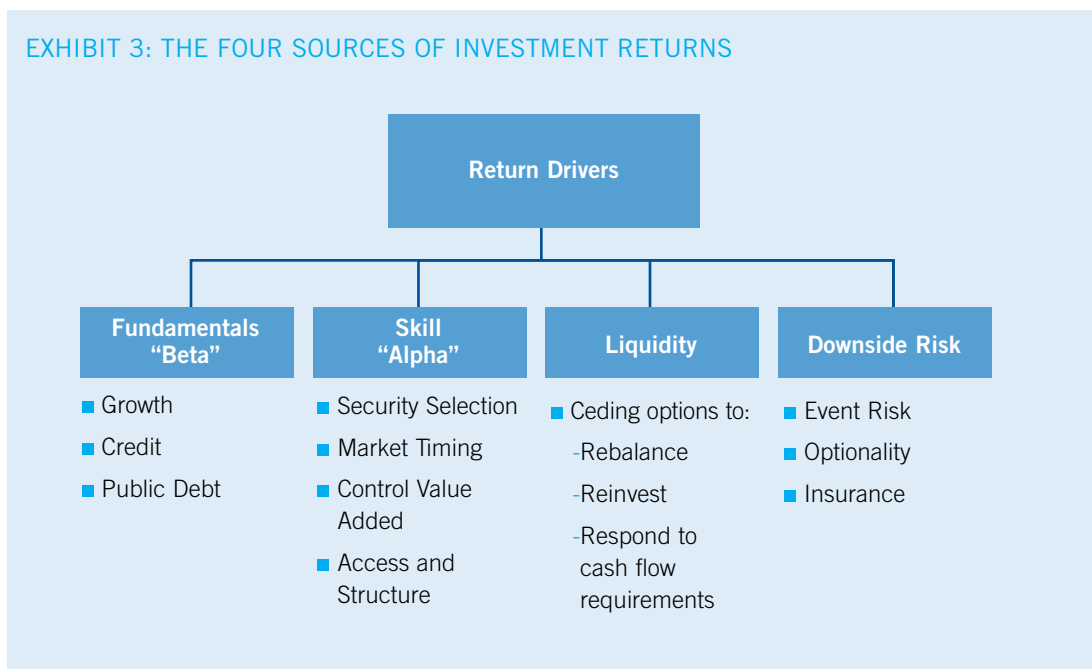 EXHIBIT 3: THE FOUR SOURCES OF INVESTMENT RETURNS
Return Drivers
Fundamentals
“Beta”
Growth
Credit
Public Debt
Skill
“Alpha”
Security Selection
Market Timing
Control Value
Added
Access and
Structure
Liquidity
Ceding options to:
-Rebalance
-Reinvest
-Respond to
cash flow
requirements
Downside Risk
Event Risk
Optionality
Insurance